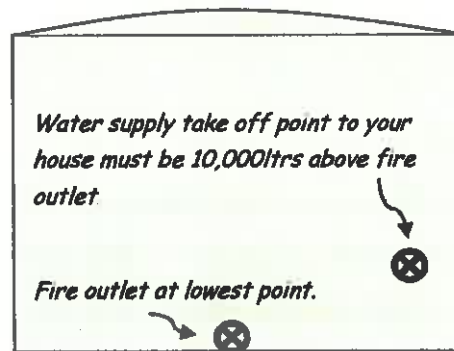 Water supply take off point to your
house must be 10,000ltrs above fire
outlet
Fire outlet at lowest point.